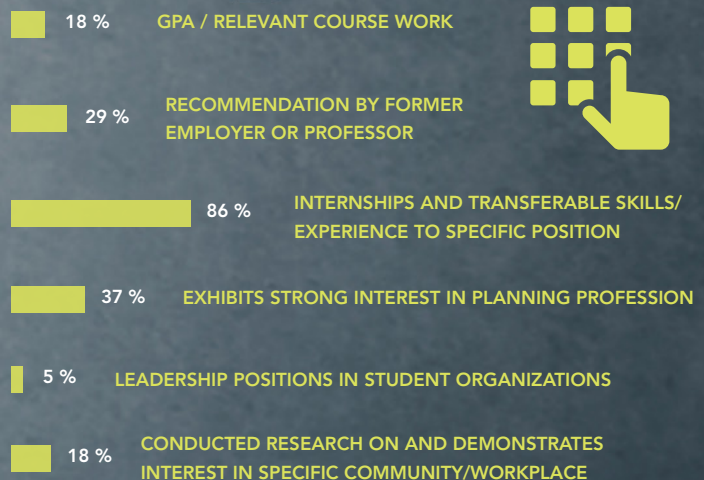 18 % GPA / RELEVANT COURSE WORK
29 % RECOMMENDATION BY FORMER
EMPLOYER OR PROFESSOR
86 % INTERNSHIPS AND TRANSFERABLE SKILLS/
EXPERIENCE TO SPECIFIC POSITION
37 % EXHIBITS STRONG INTEREST IN PLANNING PROFESSION
5 % LEADERSHIP POSITIONS IN STUDENT ORGANIZATIONS
18 % CONDUCTED RESEARCH ON AND DEMONSTRATES
INTEREST IN SPECIFIC COMMUNITY/WORKPLACE